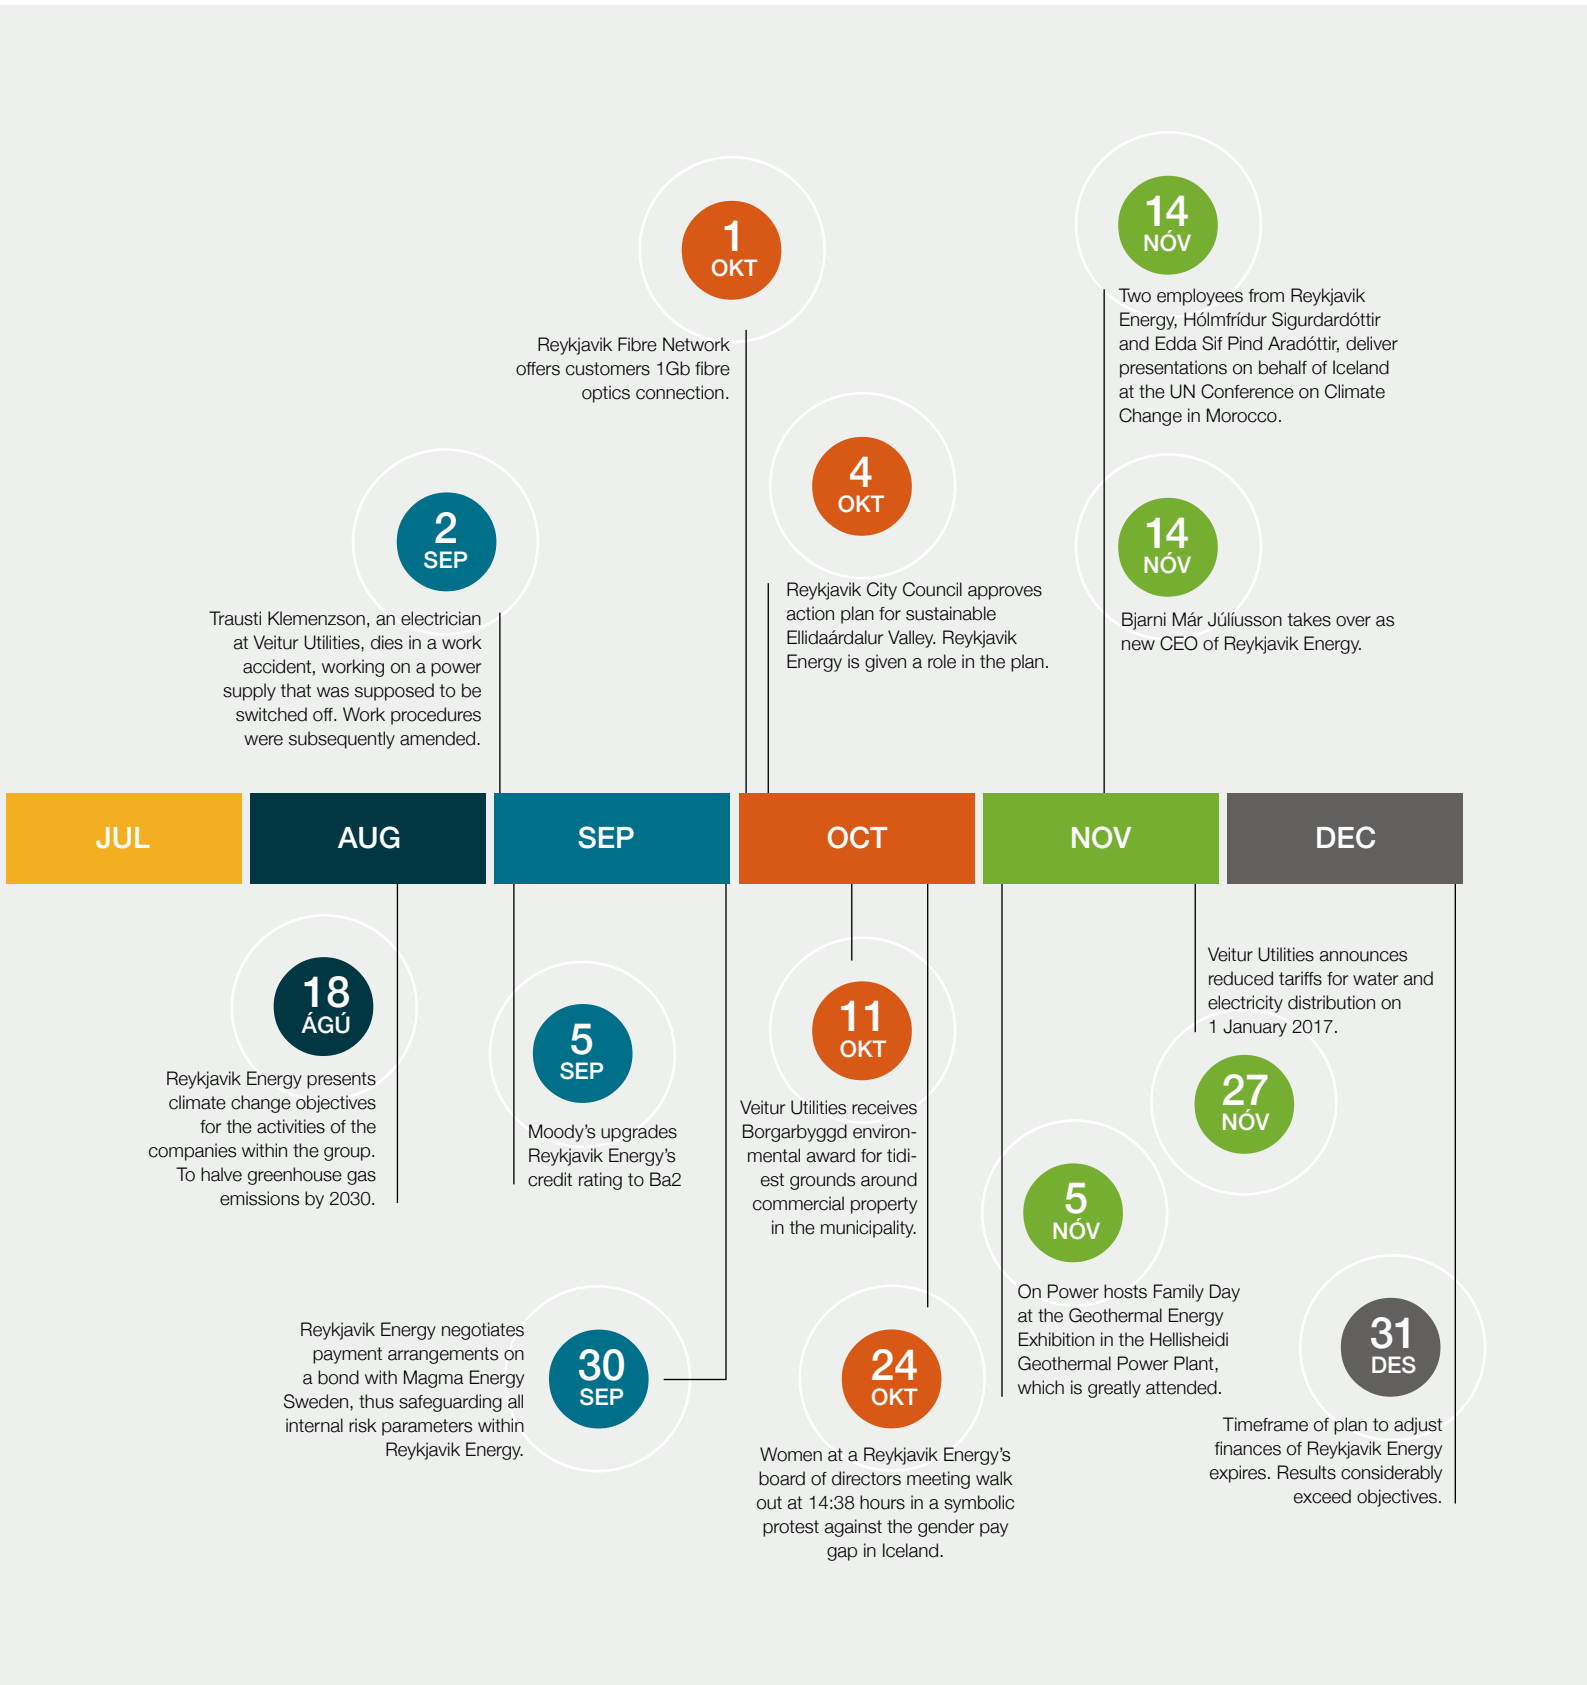 1
OKT
Reykjavik Fibre Network
offers customers 1Gb fibre
optics connection.
14
NÓV
Two employees from Reykjavik
Energy, Hólmfrídur Sigurdardóttir
and Edda Sif Pind Aradóttir, deliver
presentations on behalf of Iceland
at the UN Conference on Climate
Change in Morocco.
4
OKT
Reykjavik City Council approves
action plan for sustainable
Ellidaárdalur Valley. Reykjavik
Energy is given a role in the plan.
2
SEP
Trausti Klemenzson, an electrician
at Veitur Utilities, dies in a work
accident, working on a power
supply that was supposed to be
switched off. Work procedures
were subsequently amended.
14
NÓV
Bjarni Már Júlíusson takes over as
new CEO of Reykjavik Energy.
JUL
AUG
SEP
OCT
NOV
DEC
18
ÁGÚ
Reykjavik Energy presents
climate change objectives
for the activities of the
companies within the group.
To halve greenhouse gas
emissions by 2030.
5
SEP
Moody's upgrades
Reykjavik Energy's
credit rating to Ba2
11
OKT
Veitur Utilities receives
Borgarbyggd environ-
mental award for tidi-
est grounds around
commercial property
in the municipality.
Veitur Utilities announces
reduced tariffs for water and
electricity distribution on
1 January 2017.
27
NÓV
5
NÓV
On Power hosts Family Day
at the Geothermal Energy
Exhibition in the Hellisheidi
Geothermal Power Plant,
which is greatly attended.
Reykjavik Energy negotiates
payment arrangements on
a bond with Magma Energy
Sweden, thus safeguarding all
internal risk parameters within
Reykjavik Energy.
30
SEP
24
OKT
Women at a Reykjavik Energy's
board of directors meeting walk
out at 14:38 hours in a symbolic
protest against the gender pay
gap in Iceland.
31
DES
Timeframe of plan to adjust
finances of Reykjavik Energy
expires. Results considerably
exceed objectives.